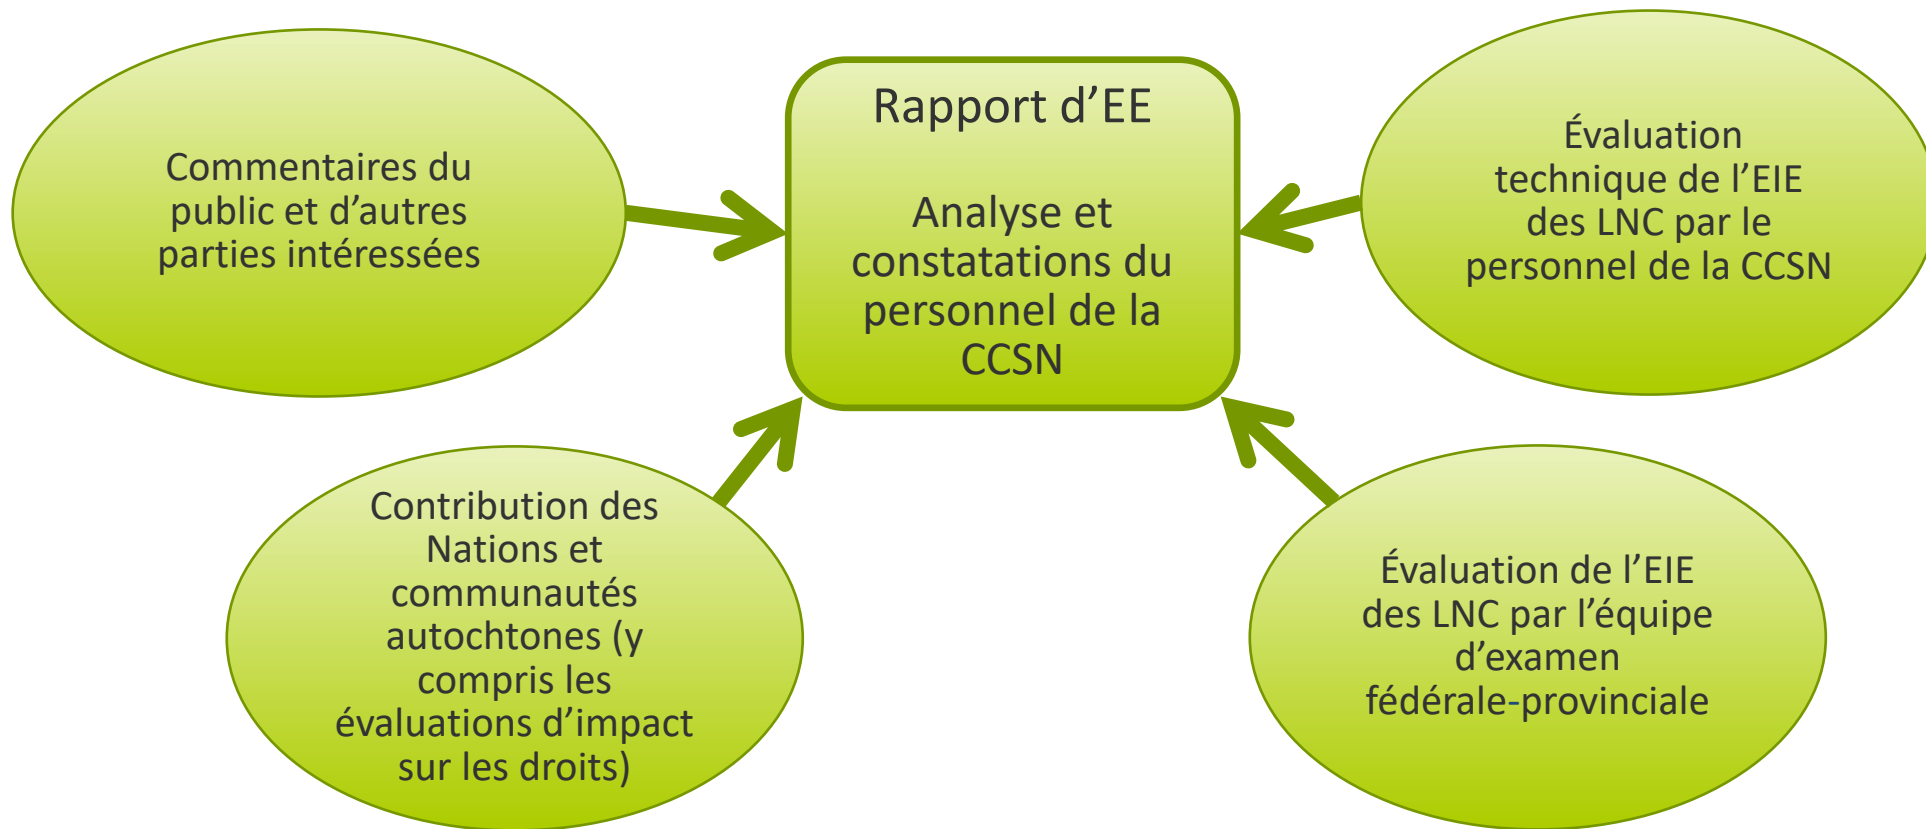 Commentaires du
public et d’autres
parties intéressées
Rapport d’EE
Analyse et
constatations du
personnel de la
CCSN
Évaluation
technique de l’EIE
des LNC par le
personnel de la CCSN
Contribution des
Nations et
communautés
autochtones (y
compris les
évaluations d’impact
sur les droits)
Évaluation de l’EIE
des LNC par l’équipe
d’examen
fédérale-provinciale